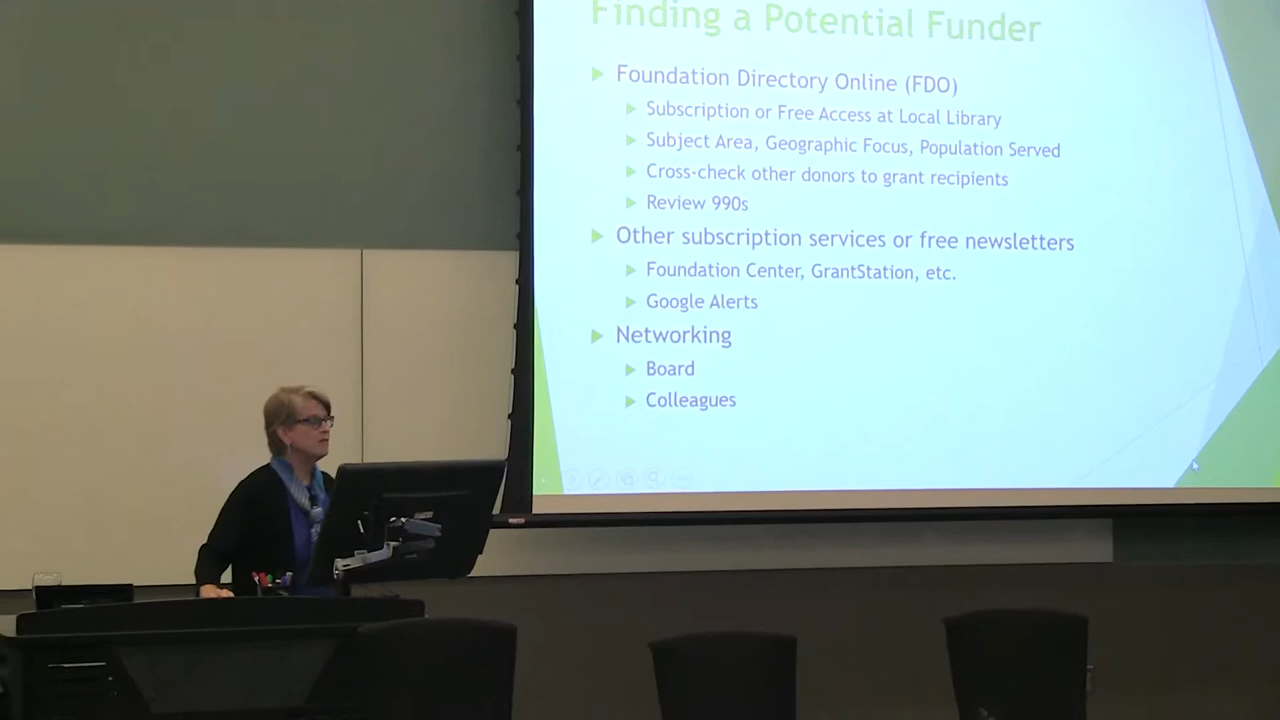 Finding a Potential Funder
Foundation Directory Online (FDO)
Subscription or Free Access at Local Library
Subject Area, Geographic Focus, Population Served
Cross-check other donors to grant recipients
Review 990s
Other subscription services or free newsletters
Foundation Center, GrantStation, etc.
Google Alerts
Networking
Board
Colleagues